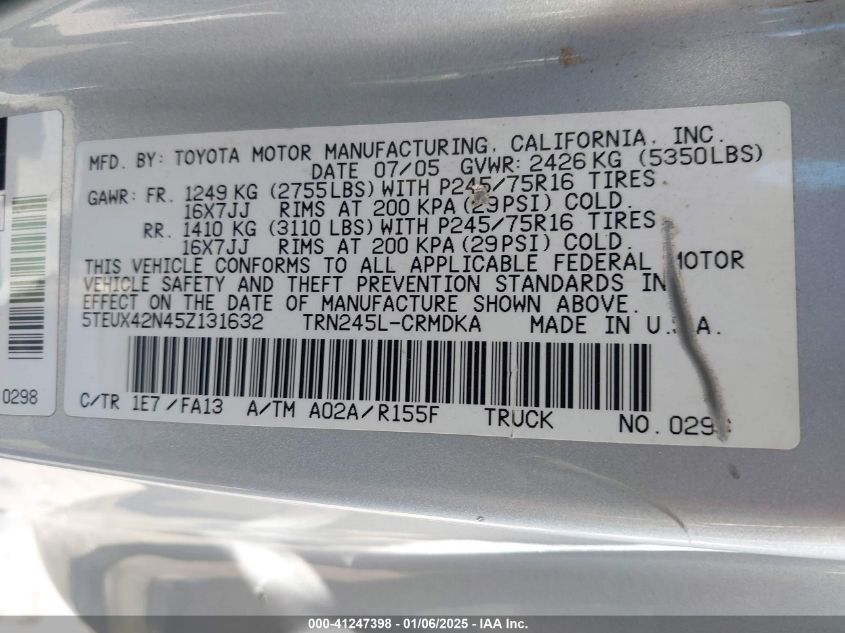 MFD. BY: TOYOTA MOTOR MANUFACTURING, CALIFORNIA, INC.
DATE 07/05 GVWR: 2426 KG (5350LBS)
GAWR: FR. 1249 KG (2755LBS) WITH P245/75R16 TIRES
16X7JJ RIMS AT 200 KPA (29PSI) COLD.
RR. 1410 KG (3110 LBS) WITH P245/75R16 TIRES
16X7JJ RIMS AT 200 KPA (29PSI) COLD.
THIS VEHICLE CONFORMS TO ALL APPLICABLE FEDERAL MOTOR
VEHICLE SAFETY AND THEFT PREVENTION STANDARDS IN
EFFECT ON THE DATE OF MANUFACTURE SHOWN ABOVE.
5TEUX42N45Z131632 TRN245L-CRMDKA MADE IN U.S.A.
C/TR 1E7/FA13 A/TM A02A/R155F TRUCK NO.
0298
000-41247398 - 01/06/2025 - IAA Inc.